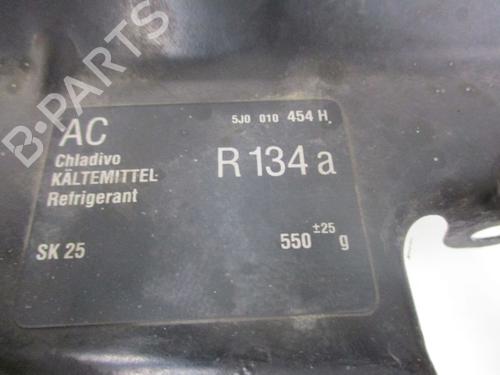 B-PARTS
AC 5J0 010 454 H
Chladivo
KÄLTEMITTEL
Refrigerant
R 134 a
SK 25 550 ±25 g